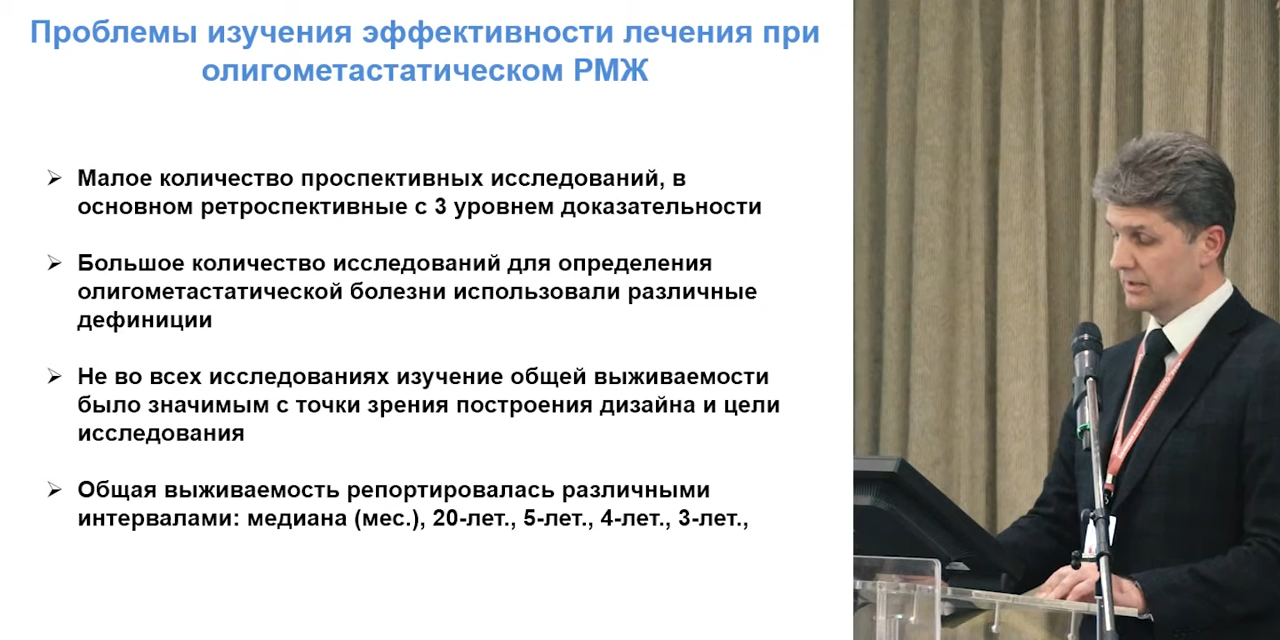 Проблемы изучения эффективности лечения при
олигометастатическом РМЖ
Малое количество проспективных исследований, в
основном ретроспективные с 3 уровнем доказательности
Большое количество исследований для определения
олигометастатической болезни использовали различные
дефиниции
Не во всех исследованиях изучение общей выживаемости
было значимым с точки зрения построения дизайна и цели
исследования
Общая выживаемость репортировалась различными
интервалами: медиана (мес.), 20-лет., 5-лет., 4-лет., 3-лет.,